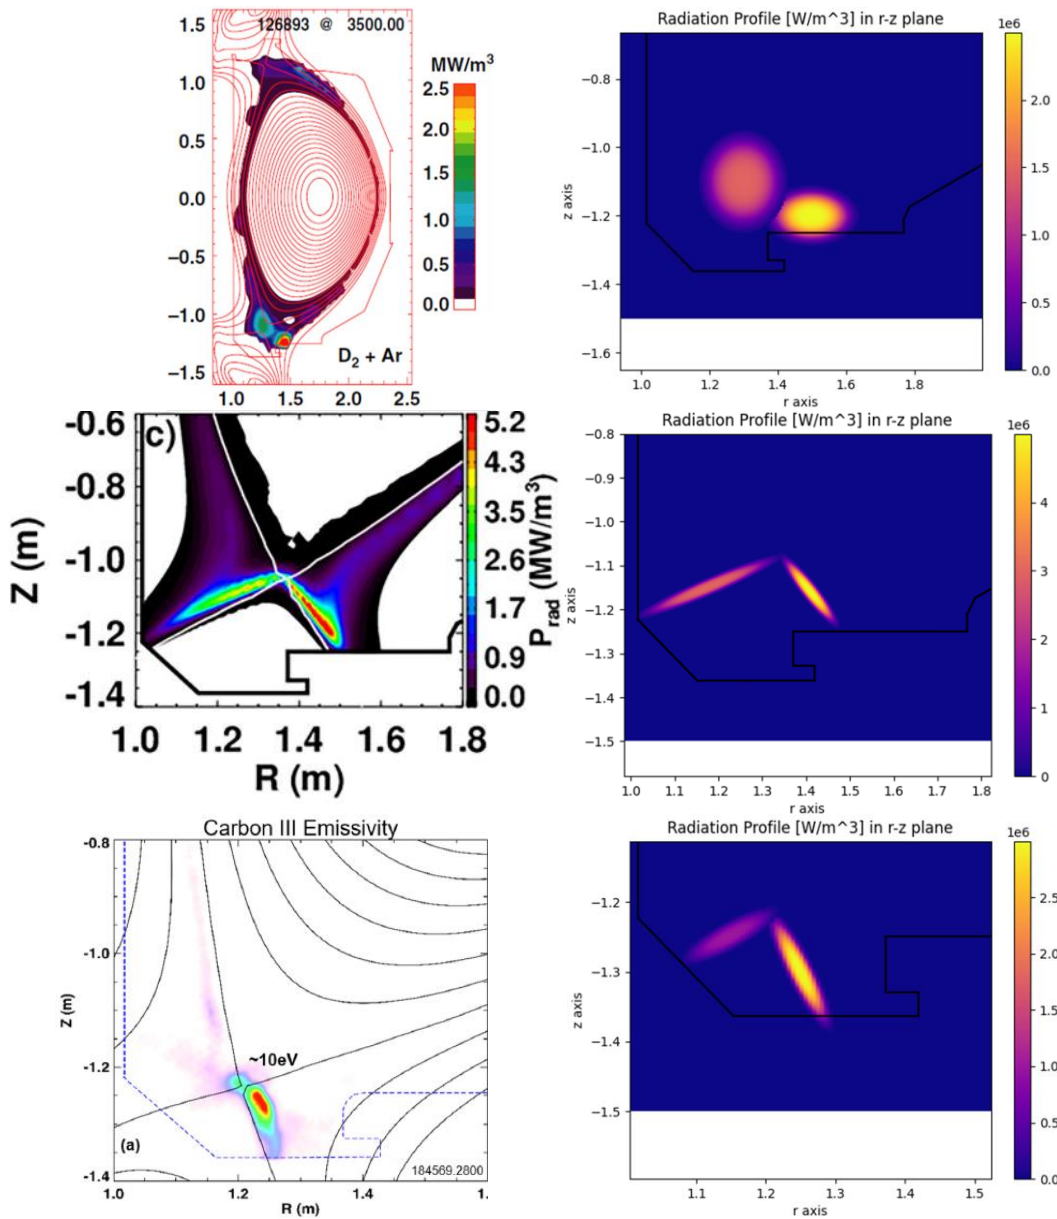 126893 @ 3500.00
MW/m³
1.5
1.0
0.5
0.0
−0.5
−1.0
−1.5
2.5
2.0
1.5
1.0
0.5
0.0
D₂ + Ar
1.0 1.5 2.0 2.5
Radiation Profile [W/m^3] in r-z plane
1e6
z axis
−0.8
−1.0
−1.2
−1.4
−1.6
2.5
2.0
1.5
1.0
0.5
0.0
1.0 1.2 1.4 1.6 1.8
r axis
c)
Z (m)
-0.6
-0.8
-1.0
-1.2
-1.4
5.2
4.3
3.5
2.6
1.7
0.9
0.0
P_rad (MW/m³)
1.0 1.2 1.4 1.6 1.8
R (m)
Radiation Profile [W/m^3] in r-z plane
1e6
z axis
−0.8
−0.9
−1.0
−1.1
−1.2
−1.3
−1.4
−1.5
5
4
3
2
1
0
1.0 1.1 1.2 1.3 1.4 1.5 1.6 1.7 1.8
r axis
Carbon III Emissivity
Z (m)
-0.8
-1.0
-1.2
-1.4
~10eV
(a)
184569.2800
1.0 1.2 1.4 1.6
R (m)
Radiation Profile [W/m^3] in r-z plane
1e6
z axis
−1.2
−1.3
−1.4
−1.5
2.5
2.0
1.5
1.0
0.5
0.0
1.1 1.2 1.3 1.4 1.5
r axis